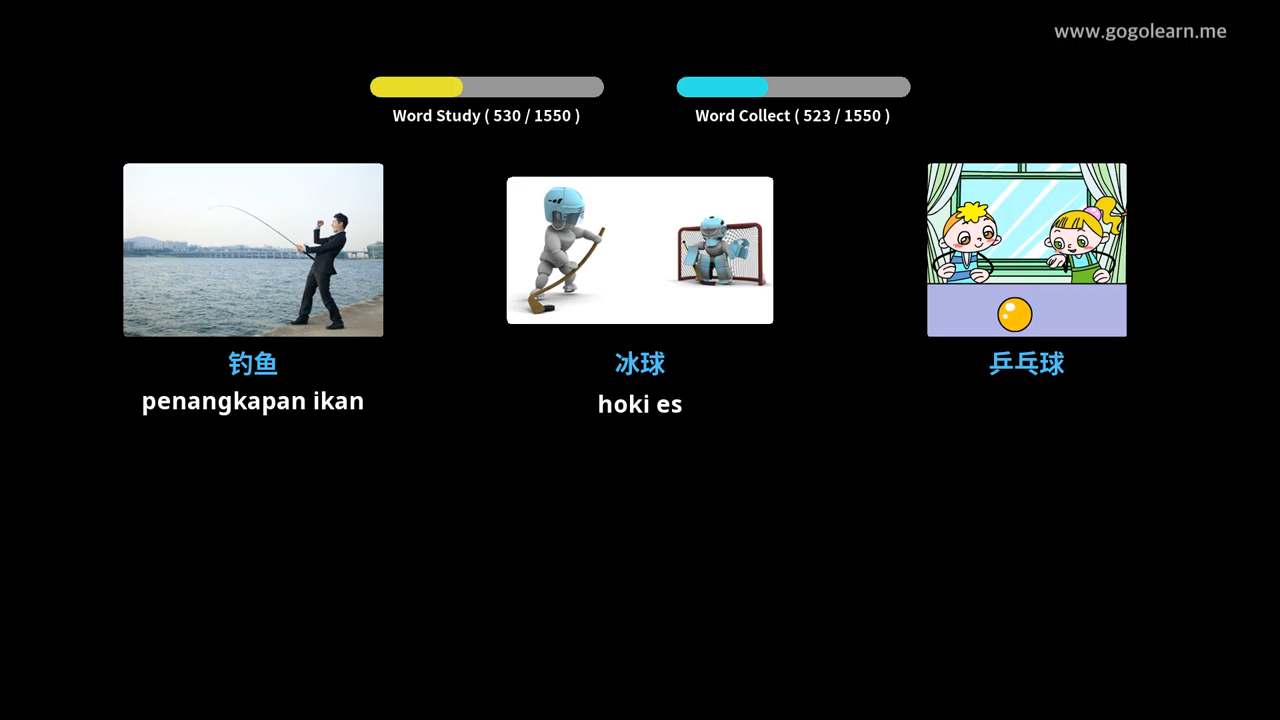 www.gogolearn.me
Word Study ( 530 / 1550 )
Word Collect ( 523 / 1550 )
钓鱼
冰球
乒乓球
penangkapan ikan
hoki es